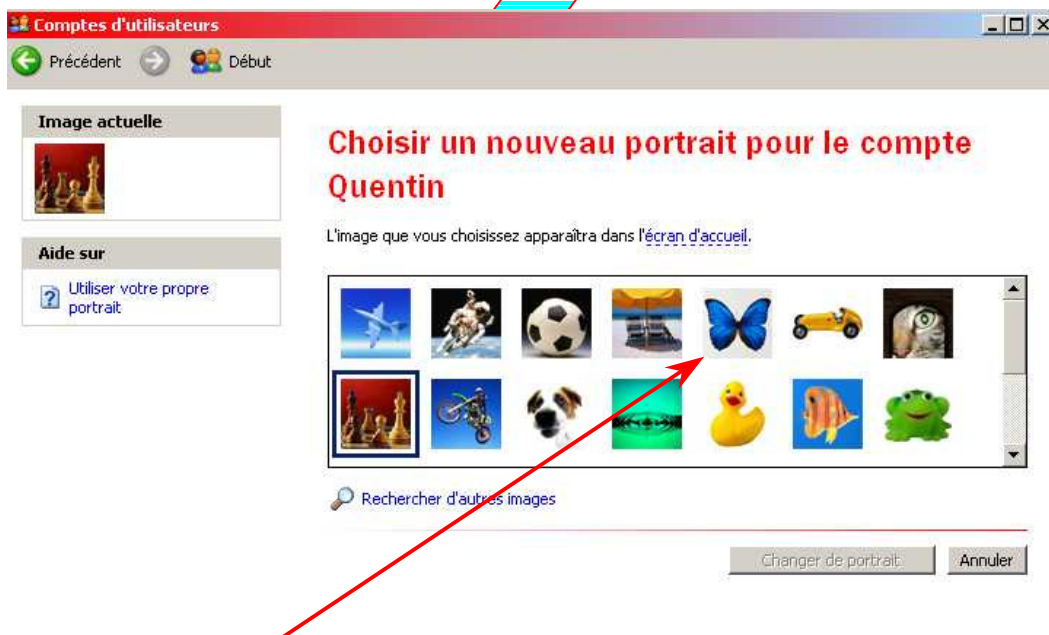 Comptes d'utilisateurs
Précédent Début
Image actuelle
Aide sur
Utiliser votre propre
portrait
Choisir un nouveau portrait pour le compte
Quentin
L'image que vous choisissez apparaîtra dans l'écran d'accueil.
Rechercher d'autres images
Changer de portrait Annuler